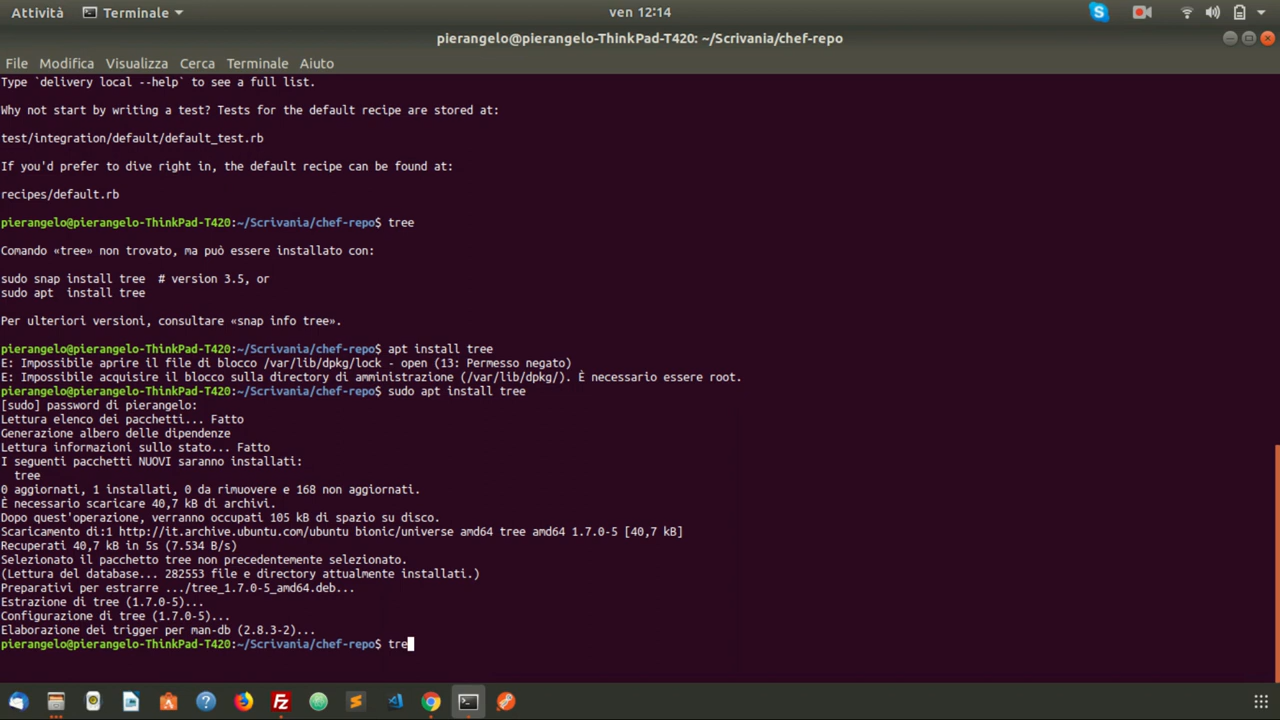 Attività
Terminale
ven 12:14
pierangelo@pierangelo-ThinkPad-T420: ~/Scrivania/chef-repo
File Modifica Visualizza Cerca Terminale Aiuto
Type `delivery local --help` to see a full list.
Why not start by writing a test? Tests for the default recipe are stored at:
test/integration/default/default_test.rb
If you'd prefer to dive right in, the default recipe can be found at:
recipes/default.rb
pierangelo@pierangelo-ThinkPad-T420:~/Scrivania/chef-repo$ tree
Comando «tree» non trovato, ma può essere installato con:
sudo snap install tree  # version 3.5, or
sudo apt  install tree
Per ulteriori versioni, consultare «snap info tree».
pierangelo@pierangelo-ThinkPad-T420:~/Scrivania/chef-repo$ apt install tree
E: Impossibile aprire il file di blocco /var/lib/dpkg/lock - open (13: Permesso negato)
E: Impossibile acquisire il blocco sulla directory di amministrazione (/var/lib/dpkg/). È necessario essere root.
pierangelo@pierangelo-ThinkPad-T420:~/Scrivania/chef-repo$ sudo apt install tree
[sudo] password di pierangelo:
Lettura elenco dei pacchetti... Fatto
Generazione albero delle dipendenze
Lettura informazioni sullo stato... Fatto
I seguenti pacchetti NUOVI saranno installati:
  tree
0 aggiornati, 1 installati, 0 da rimuovere e 168 non aggiornati.
È necessario scaricare 40,7 kB di archivi.
Dopo quest'operazione, verranno occupati 105 kB di spazio su disco.
Scaricamento di:1 http://it.archive.ubuntu.com/ubuntu bionic/universe amd64 tree amd64 1.7.0-5 [40,7 kB]
Recuperati 40,7 kB in 5s (7.534 B/s)
Selezionato il pacchetto tree non precedentemente selezionato.
(Lettura del database... 282553 file e directory attualmente installati.)
Preparativi per estrarre .../tree_1.7.0-5_amd64.deb...
Estrazione di tree (1.7.0-5)...
Configurazione di tree (1.7.0-5)...
Elaborazione dei trigger per man-db (2.8.3-2)...
pierangelo@pierangelo-ThinkPad-T420:~/Scrivania/chef-repo$ tre